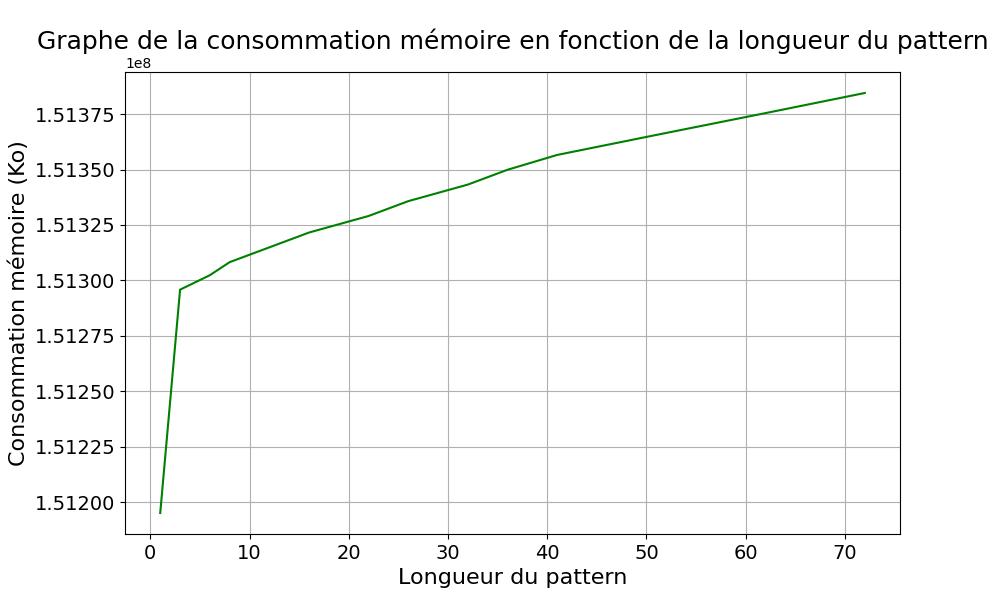 Graphe de la consommation mémoire en fonction de la longueur du pattern
1e8
1.51375
1.51350
1.51325
1.51300
1.51275
1.51250
1.51225
1.51200
Consommation mémoire (Ko)
0 10 20 30 40 50 60 70
Longueur du pattern